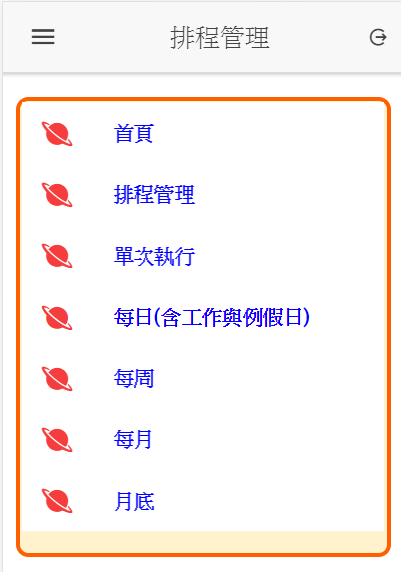 排程管理
首頁
排程管理
單次執行
每日(含工作與例假日)
每周
每月
月底